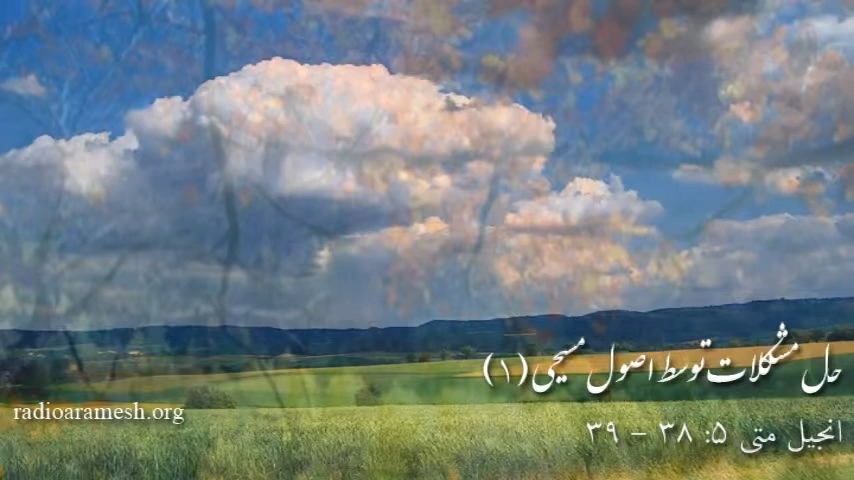 حل مشکلات توسط اصول مسیحی (۱)
انجیل متی ۵: ۳۸ - ۳۹
radioaramesh.org